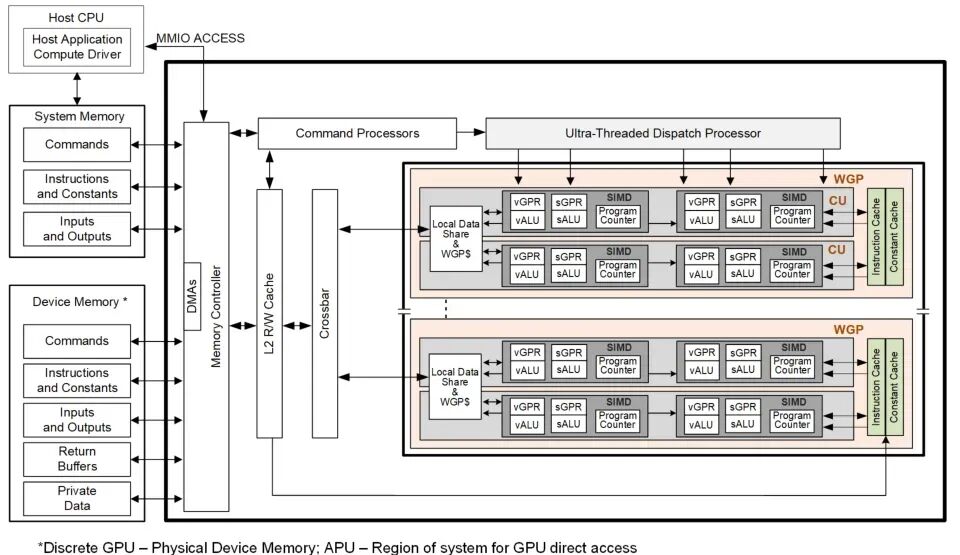 Host CPU
Host Application
Compute Driver
MMIO ACCESS
System Memory
Commands
Instructions
and Constants
Inputs
and Outputs
Device Memory *
Commands
Instructions
and Constants
Inputs
and Outputs
Return
Buffers
Private
Data
DMAs
Memory Controller
Command Processors
Ultra-Threaded Dispatch Processor
L2 R/W Cache
Crossbar
WGP
CU
Local Data
Share
&
WGP$
vGPR
vALU
sGPR
sALU
SIMD
Program
Counter
vGPR
vALU
sGPR
sALU
SIMD
Program
Counter
CU
vGPR
vALU
sGPR
sALU
SIMD
Program
Counter
vGPR
vALU
sGPR
sALU
SIMD
Program
Counter
Instruction Cache
Constant Cache
WGP
Local Data
Share
&
WGP$
vGPR
vALU
sGPR
sALU
SIMD
Program
Counter
vGPR
vALU
sGPR
sALU
SIMD
Program
Counter
vGPR
vALU
sGPR
sALU
SIMD
Program
Counter
vGPR
vALU
sGPR
sALU
SIMD
Program
Counter
Instruction Cache
Constant Cache
*Discrete GPU – Physical Device Memory; APU – Region of system for GPU direct access